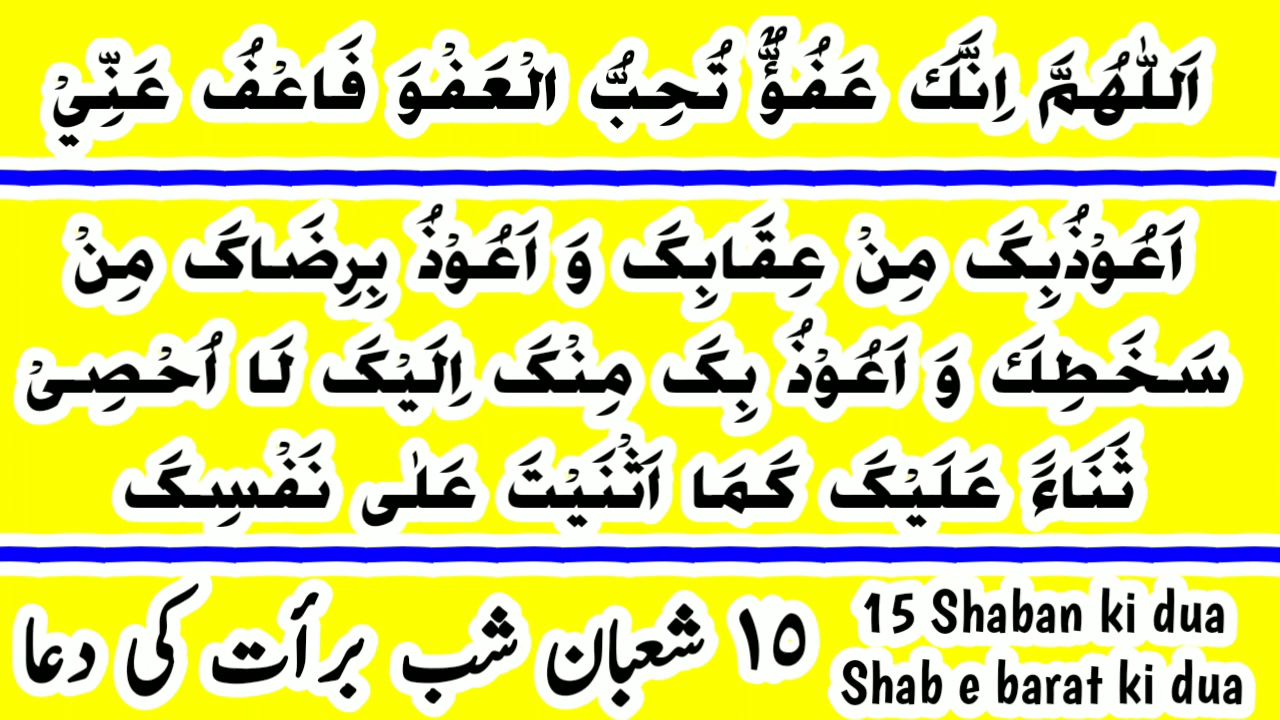 اَللّٰهُمَّ اِنَّكَ عَفُوٌّ تُحِبُّ الْعَفْوَ فَاعْفُ عَنِّيْ
اَعُوْذُبِکَ مِنْ عِقَابِکَ وَ اَعُوْذُ بِرِضَاکَ مِنْ
سَخَطِكَ وَ اَعُوْذُ بِکَ مِنْکَ اِلَیْکَ لَا اُحْصِیْ
ثَنَاءً عَلَیْکَ کَمَا اَثْنَیْتَ عَلٰی نَفْسِکَ
15 Shaban ki dua
Shab e barat ki dua
۱۵ شعبان شب برأت کی دعا